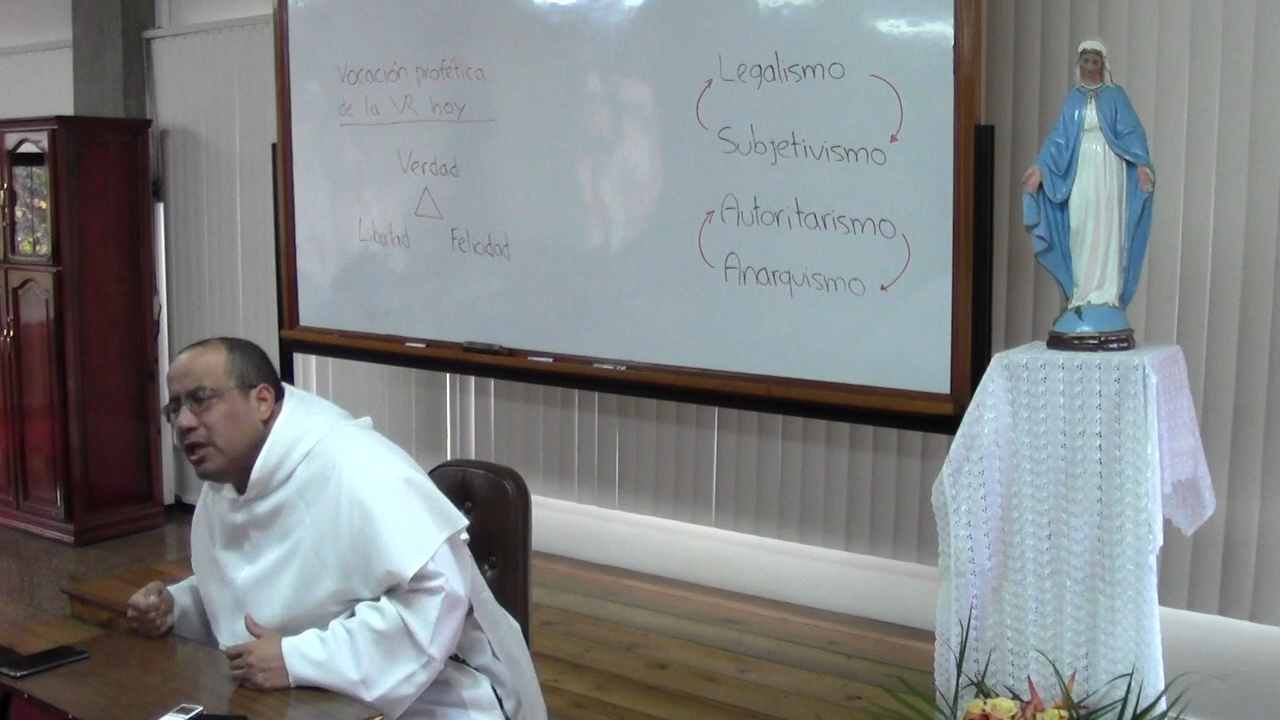 Vocación profética
de la VR hoy
Verdad
Libertad Felicidad
Legalismo
Subjetivismo
Autoritarismo
Anarquismo